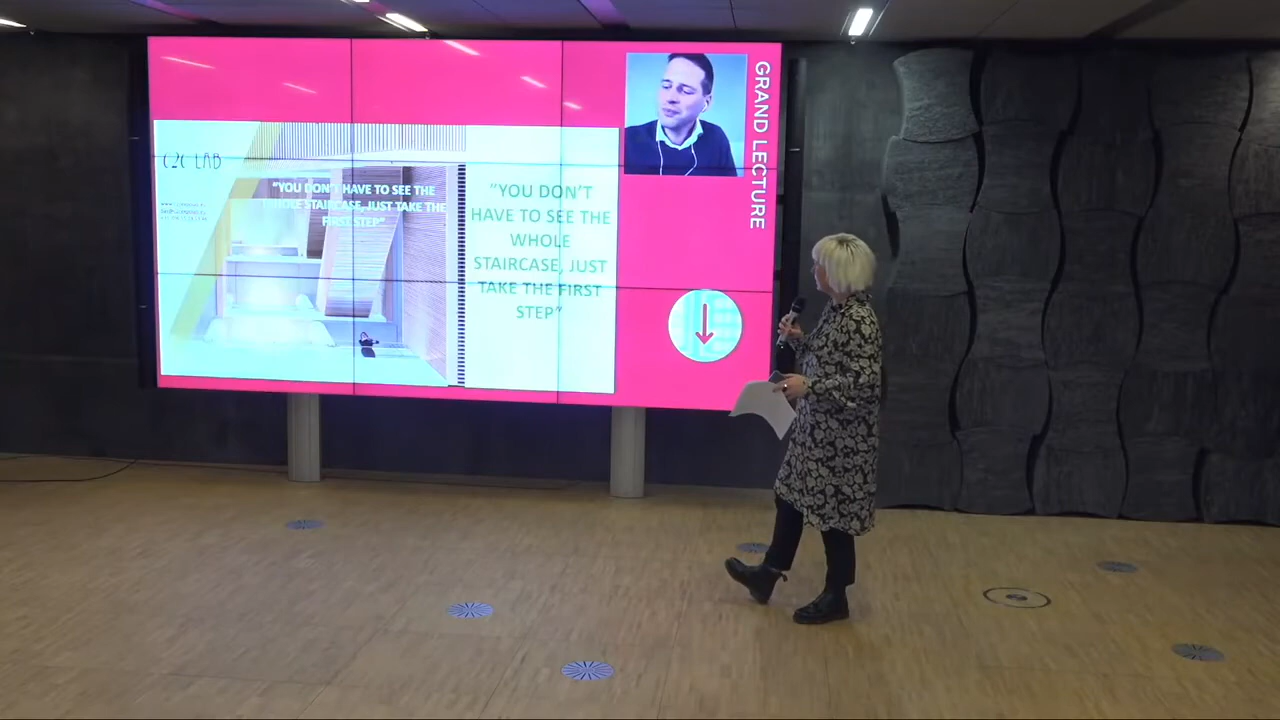 GRAND LECTURE
C2C LAB
"YOU DON'T HAVE TO SEE THE
WHOLE STAIRCASE, JUST TAKE THE
FIRST STEP"
"YOU DON'T
HAVE TO SEE THE
WHOLE
STAIRCASE, JUST
TAKE THE FIRST
STEP"